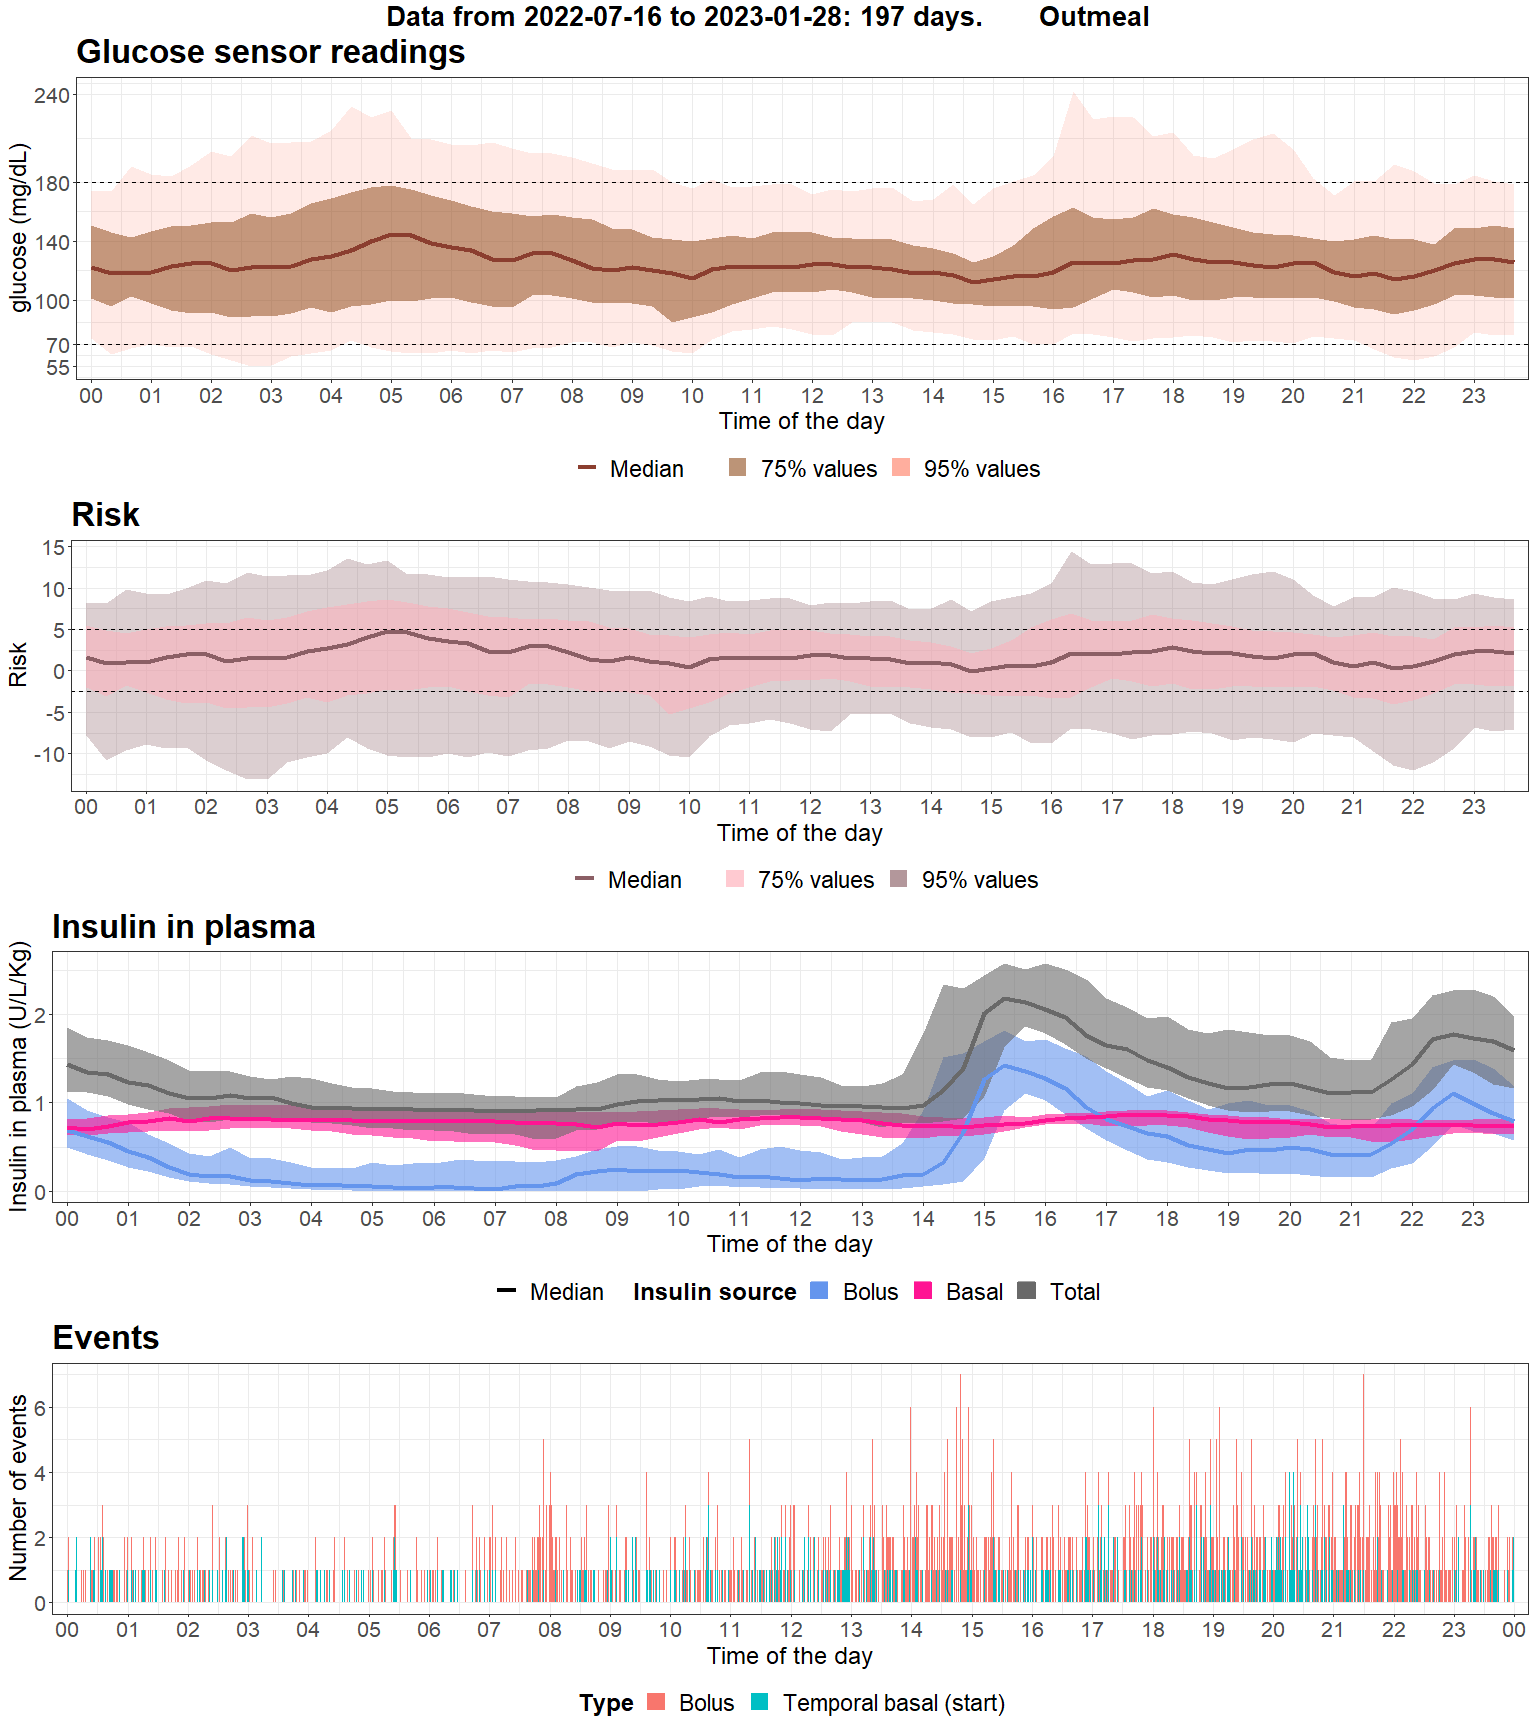 Data from 2022-07-16 to 2023-01-28: 197 days. Outmeal
Glucose sensor readings
glucose (mg/dL)
240
180
140
100
70
55
00 01 02 03 04 05 06 07 08 09 10 11 12 13 14 15 16 17 18 19 20 21 22 23
Time of the day
Median 75% values 95% values
Risk
Risk
15
10
5
0
-5
-10
00 01 02 03 04 05 06 07 08 09 10 11 12 13 14 15 16 17 18 19 20 21 22 23
Time of the day
Median 75% values 95% values
Insulin in plasma
Insulin in plasma (U/L/Kg)
2
1
0
00 01 02 03 04 05 06 07 08 09 10 11 12 13 14 15 16 17 18 19 20 21 22 23
Time of the day
Median Insulin source Bolus Basal Total
Events
Number of events
6
4
2
0
00 01 02 03 04 05 06 07 08 09 10 11 12 13 14 15 16 17 18 19 20 21 22 23 00
Time of the day
Type Bolus Temporal basal (start)